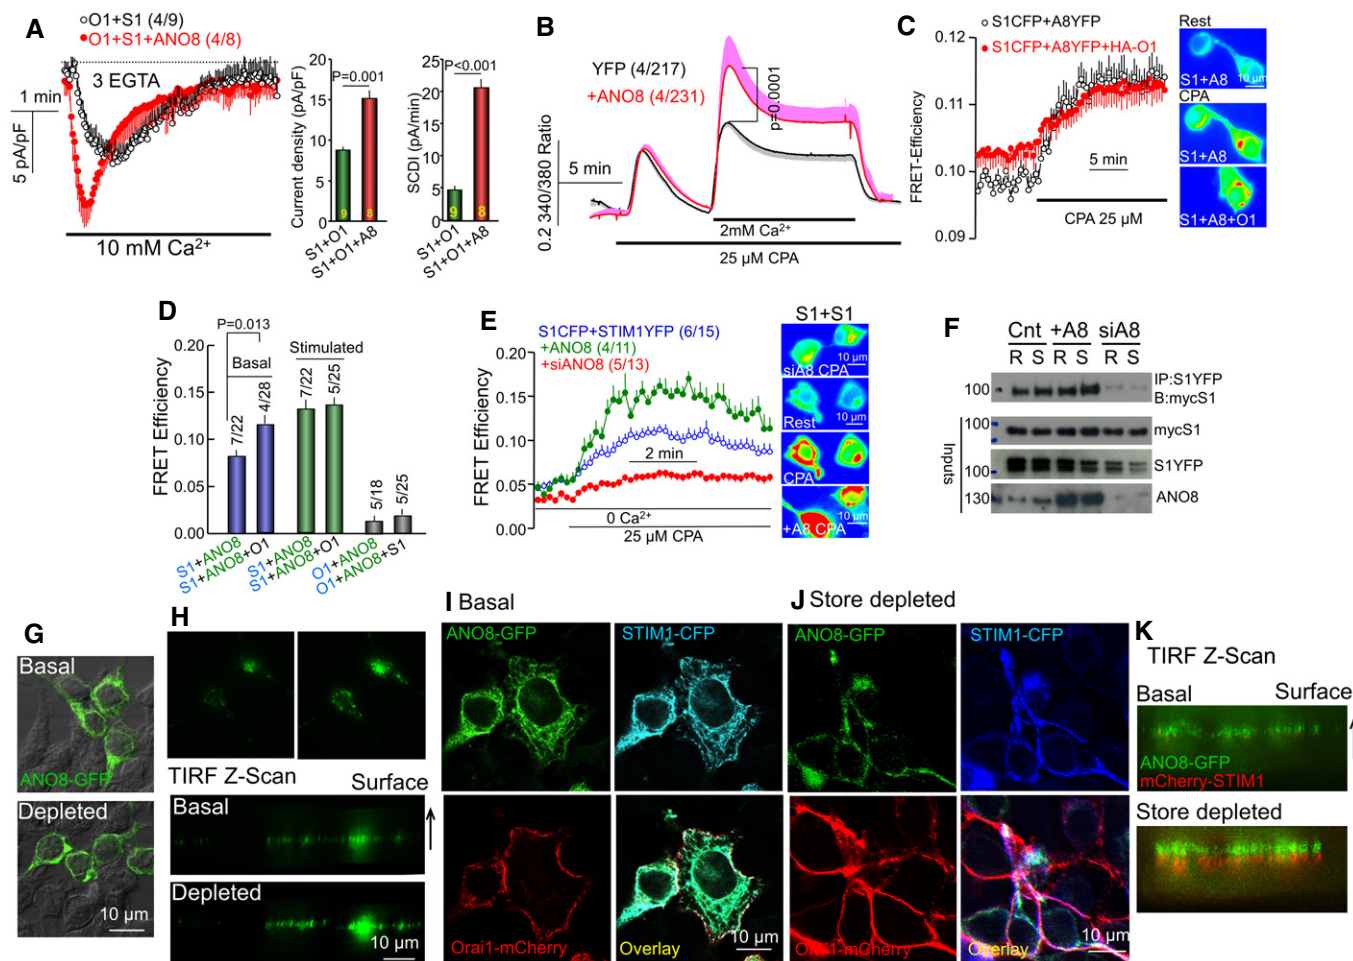 A
O1+S1 (4/9)
O1+S1+ANO8 (4/8)
3 EGTA
1 min
5 pA/pF
10 mM Ca²⁺
Current density (pA/pF)
20
15
10
5
0
P=0.001
9
8
S1+O1
S1+O1+A8
SCDI (pA/min)
25
20
15
10
5
0
P<0.001
9
8
S1+O1
S1+O1+A8
B
YFP (4/217)
+ANO8 (4/231)
p=0.0001
5 min
0.2 340/380 Ratio
2mM Ca²⁺
25 µM CPA
C
S1CFP+A8YFP
S1CFP+A8YFP+HA-O1
FRET-Efficiency
0.12
0.11
0.10
0.09
5 min
CPA 25 µM
Rest
S1+A8
10 µm
CPA
S1+A8
S1+A8+O1
D
P=0.013
FRET Efficiency
0.20
0.15
0.10
0.05
0.00
Basal
Stimulated
7/22
4/28
7/22
5/25
5/18
5/25
S1+ANO8
S1+ANO8+O1
S1+ANO8
S1+ANO8+O1
O1+ANO8
O1+ANO8+S1
E
S1CFP+STIM1YFP (6/15)
+ANO8 (4/11)
+siANO8 (5/13)
FRET Efficiency
0.20
0.15
0.10
0.05
0.00
2 min
0 Ca²⁺
25 µM CPA
S1+S1
10 µm
siA8 CPA
Rest
10 µm
CPA
10 µm
+A8 CPA
F
Cnt +A8 siA8
R S R S R S
100
IP:S1YFP
B:mycS1
Inputs
100
mycS1
100
S1YFP
130
ANO8
G
Basal
ANO8-GFP
Depleted
10 µm
H
TIRF Z-Scan
Surface
Basal
Depleted
10 µm
I Basal
ANO8-GFP
STIM1-CFP
Orai1-mCherry
Overlay
10 µm
J Store depleted
ANO8-GFP
STIM1-CFP
Orai1-mCherry
Overlay
10 µm
K
TIRF Z-Scan
Basal
Surface
ANO8-GFP
mCherry-STIM1
Store depleted
10 µm